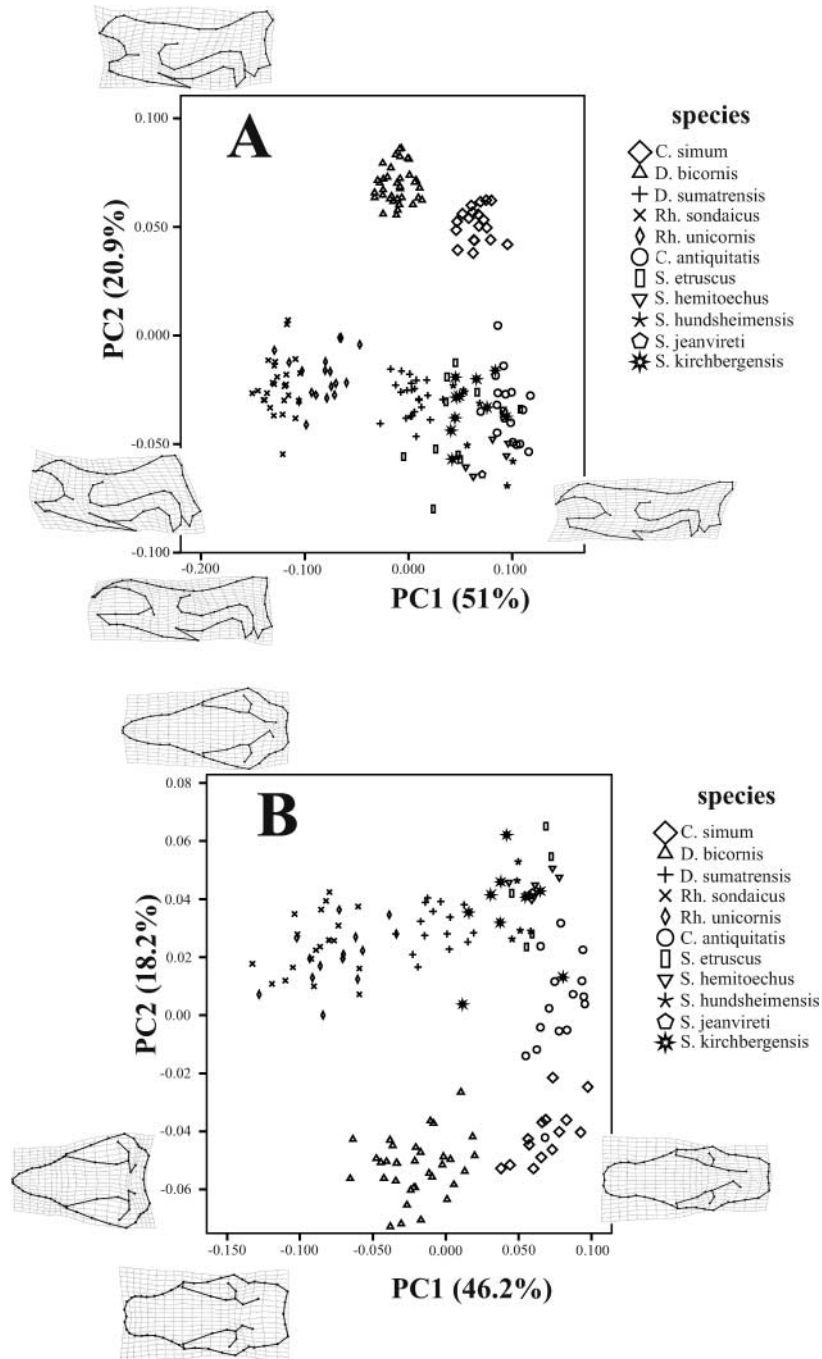 A
0.100
0.050
0.000
-0.050
-0.100
PC2 (20.9%)
-0.200
-0.100
0.000
0.100
PC1 (51%)
species
C. simum
D. bicornis
D. sumatrensis
Rh. sondaicus
Rh. unicornis
C. antiquitatis
S. etruscus
S. hemitoechus
S. hundsheimensis
S. jeanvireti
S. kirchbergensis
B
0.08
0.06
0.04
0.02
0.00
-0.02
-0.04
-0.06
PC2 (18.2%)
-0.150
-0.100
-0.050
0.000
0.050
0.100
PC1 (46.2%)
species
C. simum
D. bicornis
D. sumatrensis
Rh. sondaicus
Rh. unicornis
C. antiquitatis
S. etruscus
S. hemitoechus
S. hundsheimensis
S. jeanvireti
S. kirchbergensis